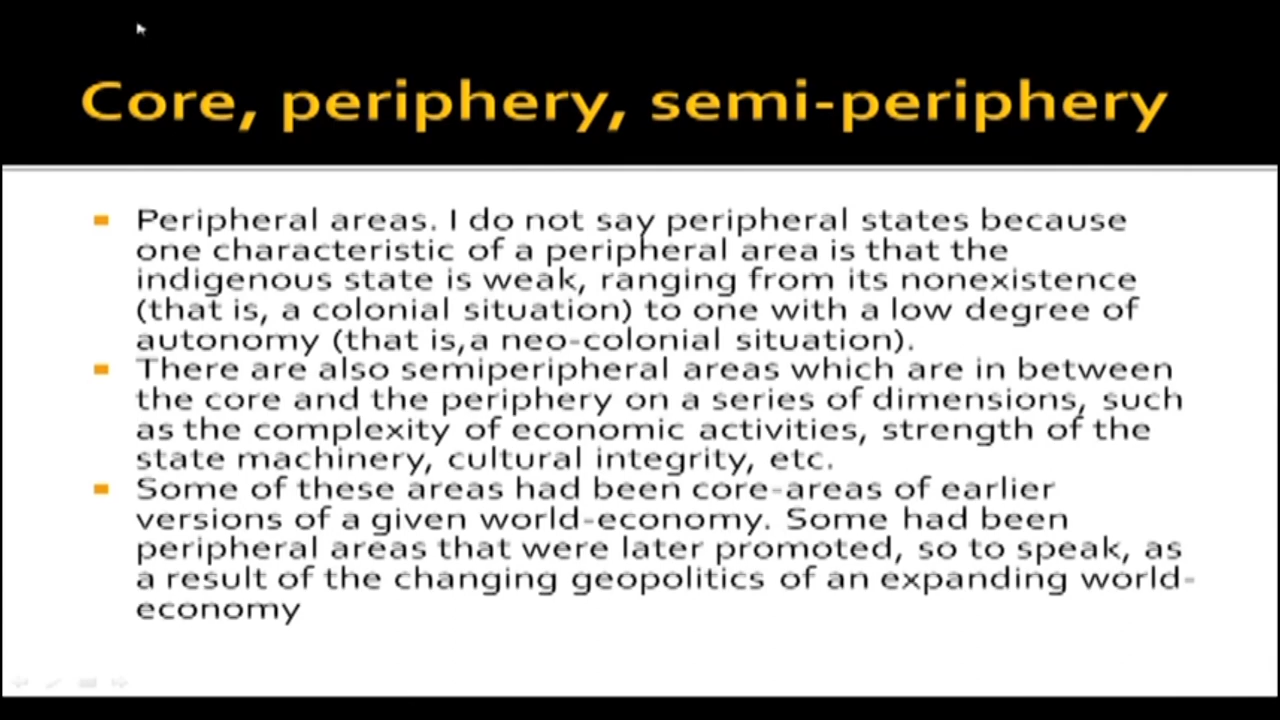 Core, periphery, semi-periphery
Peripheral areas. I do not say peripheral states because
one characteristic of a peripheral area is that the
indigenous state is weak, ranging from its nonexistence
(that is, a colonial situation) to one with a low degree of
autonomy (that is,a neo-colonial situation).
There are also semiperipheral areas which are in between
the core and the periphery on a series of dimensions, such
as the complexity of economic activities, strength of the
state machinery, cultural integrity, etc.
Some of these areas had been core-areas of earlier
versions of a given world-economy. Some had been
peripheral areas that were later promoted, so to speak, as
a result of the changing geopolitics of an expanding world-
economy